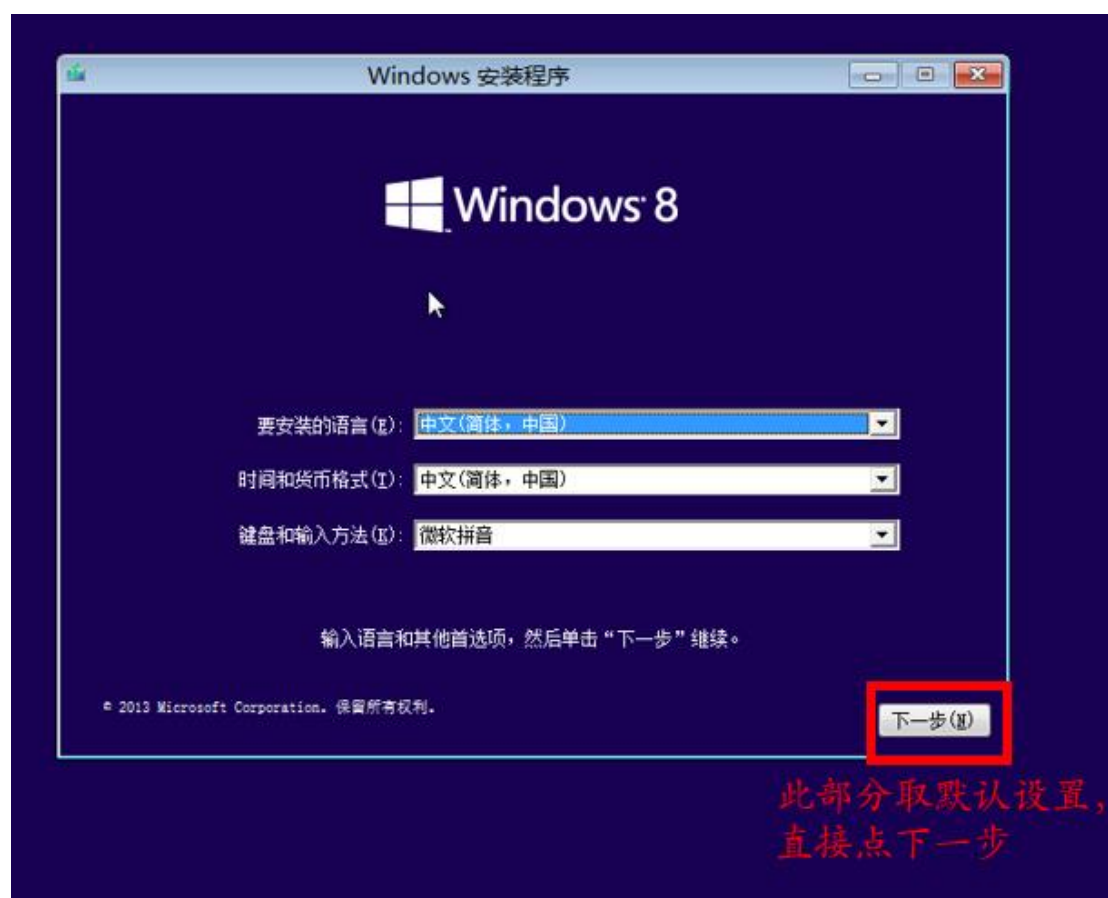 Windows 安装程序
Windows 8
要安装的语言(E): 中文(简体，中国)
时间和货币格式(T): 中文(简体，中国)
键盘和输入方法(K): 微软拼音
输入语言和其他首选项，然后单击“下一步”继续。
© 2013 Microsoft Corporation. 保留所有权利。
下一步(N)
此部分取默认设置，
直接点下一步